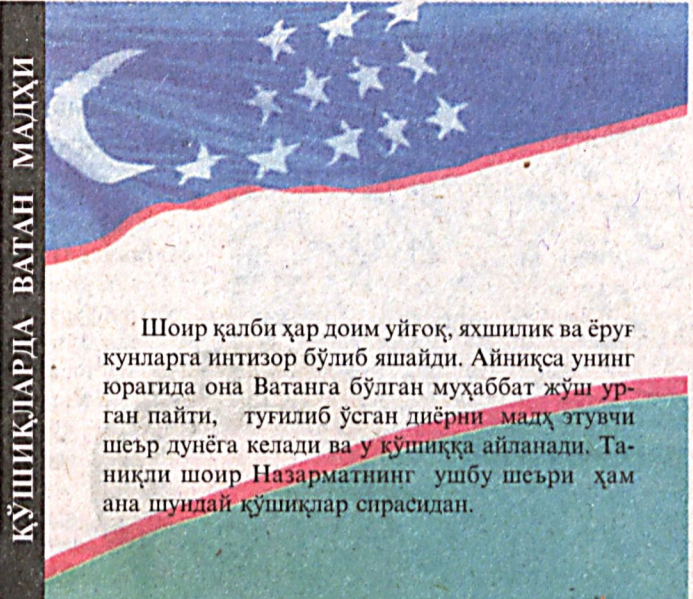 ҚЎШИҚЛАРДА ВАТАН МАДҲИ
Шоир қалби ҳар доим уйғоқ, яхшилик ва ёруғ
кунларга интизор бўлиб яшайди. Айниқса унинг
юрагида она Ватанга бўлган муҳаббат жўш ур-
ган пайти, туғилиб ўсган диёрни мадҳ этувчи
шеър дунёга келади ва у қўшиққа айланади. Та-
ниқли шоир Назарматнинг ушбу шеъри ҳам
ана шундай қўшиқлар сирасидан.